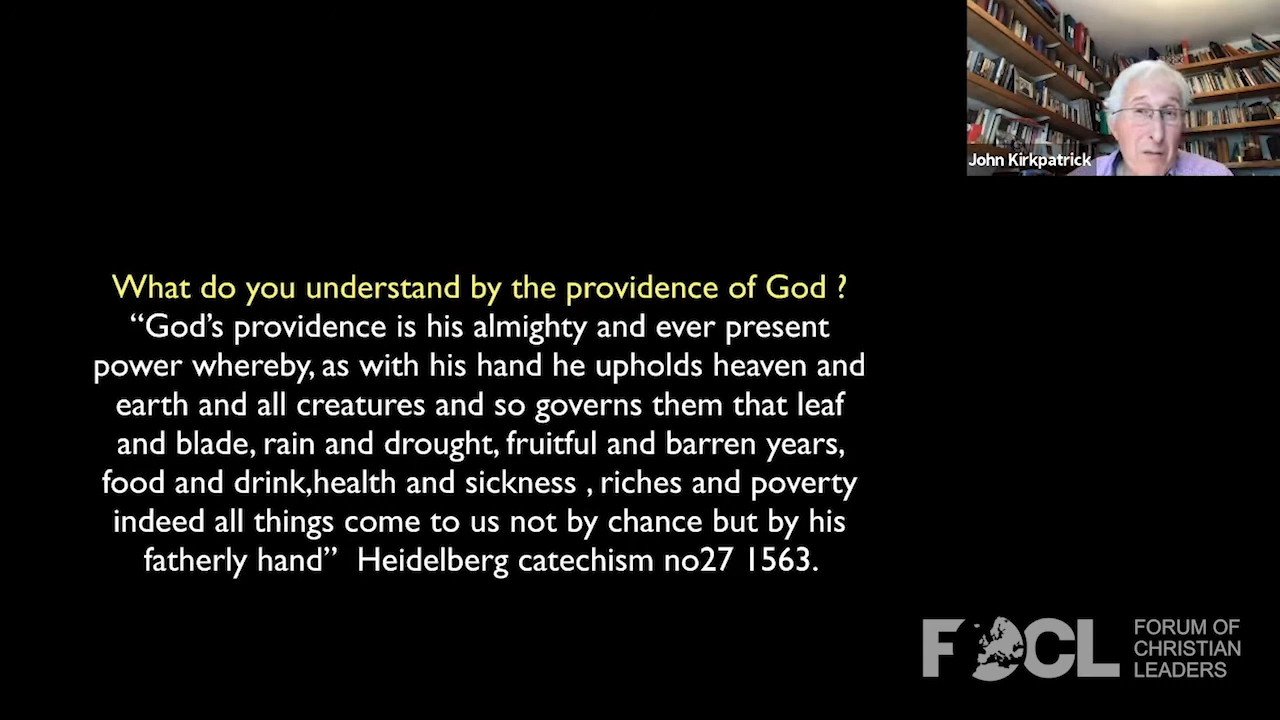 John Kirkpatrick
What do you understand by the providence of God ?
“God’s providence is his almighty and ever present
power whereby, as with his hand he upholds heaven and
earth and all creatures and so governs them that leaf
and blade, rain and drought, fruitful and barren years,
food and drink,health and sickness , riches and poverty
indeed all things come to us not by chance but by his
fatherly hand”  Heidelberg catechism no27 1563.
FOCL
FORUM OF
CHRISTIAN
LEADERS